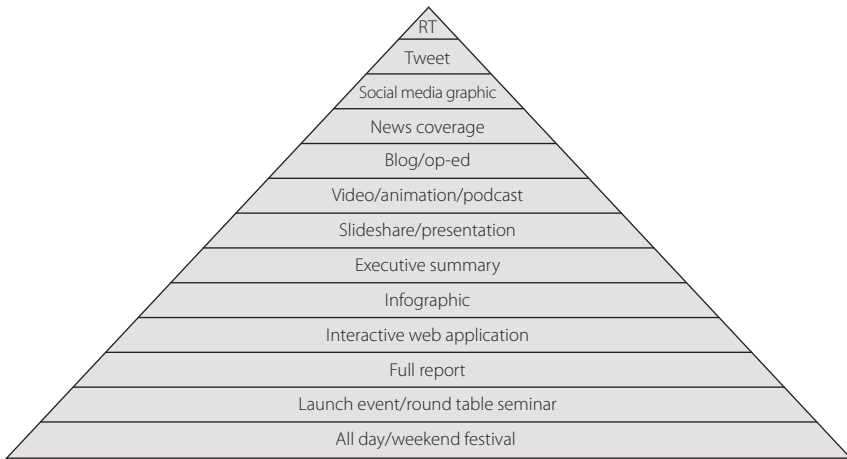 RT
Tweet
Social media graphic
News coverage
Blog/op-ed
Video/animation/podcast
Slideshare/presentation
Executive summary
Infographic
Interactive web application
Full report
Launch event/round table seminar
All day/weekend festival